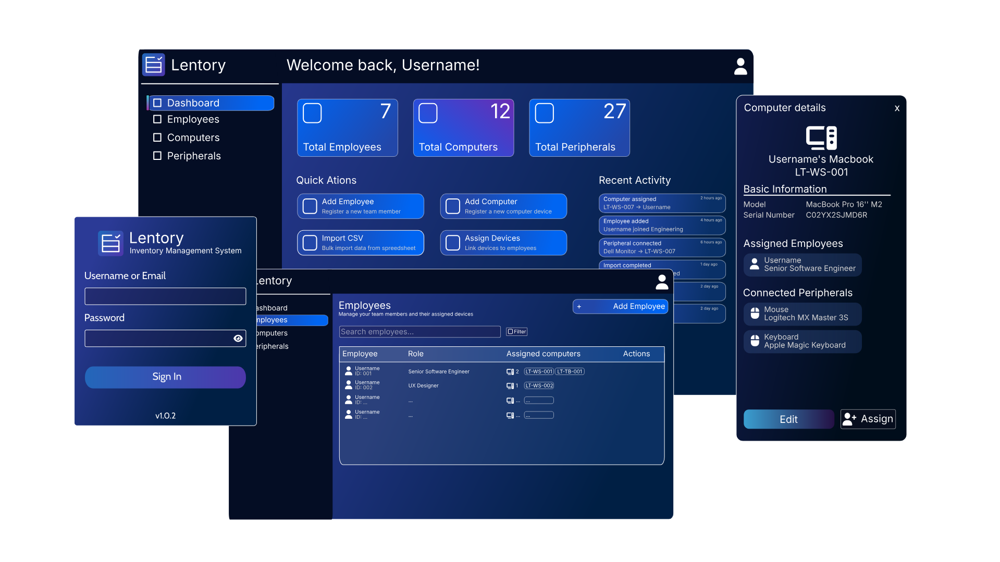 Lentory
Welcome back, Username!
Dashboard
Employees
Computers
Peripherals
7
Total Employees
12
Total Computers
27
Total Peripherals
Quick Ations
Add Employee
Register a new team member
Add Computer
Register a new computer device
Import CSV
Bulk import data from spreedsheet
Assign Devices
Link devices to employees
Recent Activity
Computer assigned
2 hours ago
LT-WS-007 → Username
Employee added
4 hours ago
Username joined Engineering
Peripheral connected
6 hours ago
Dell Monitor → LT-WS-007
Import completed
1 day ago
ed
2 day ago
2 day ago
Computer details
x
Username's Macbook
LT-WS-001
Basic Information
Model MacBook Pro 16'' M2
Serial Number C02YX2SJMD6R
Assigned Employees
Username
Senior Software Engineer
Connected Peripherals
Mouse
Logitech MX Master 3S
Keyboard
Apple Magic Keyboard
Edit
Assign
Lentory
Inventory Management System
Username or Email
Password
Sign In
v1.0.2
Lentory
ashboard
mployees
omputers
eripherals
Employees
Manage your team members and their assigned devices
+ Add Employee
Search employees...
Filter
Employee Role Assigned computers Actions
Username
ID: 001
Senior Software Engineer
2 LT-WS-001 LT-TB-001
Username
ID: 002
UX Designer
1 LT-WS-002
Username
ID: ...
...
... ...
Username
ID: ...
...
... ...